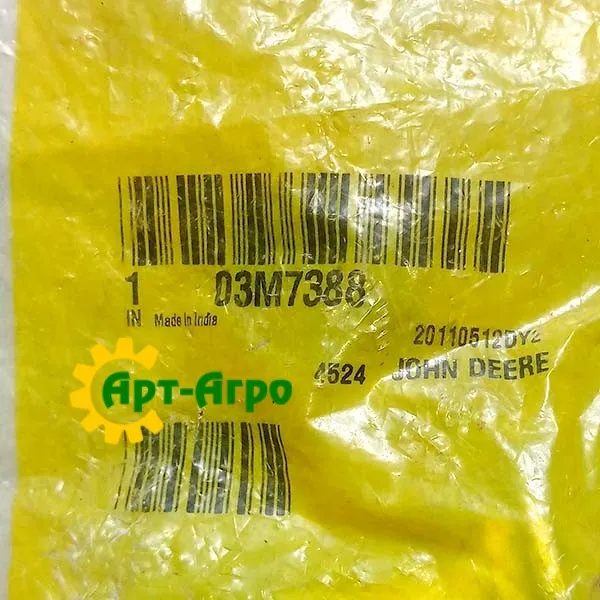 1 03M7388
IN Made in India
20110512DY2
4524 JOHN DEERE
Арт-Агро